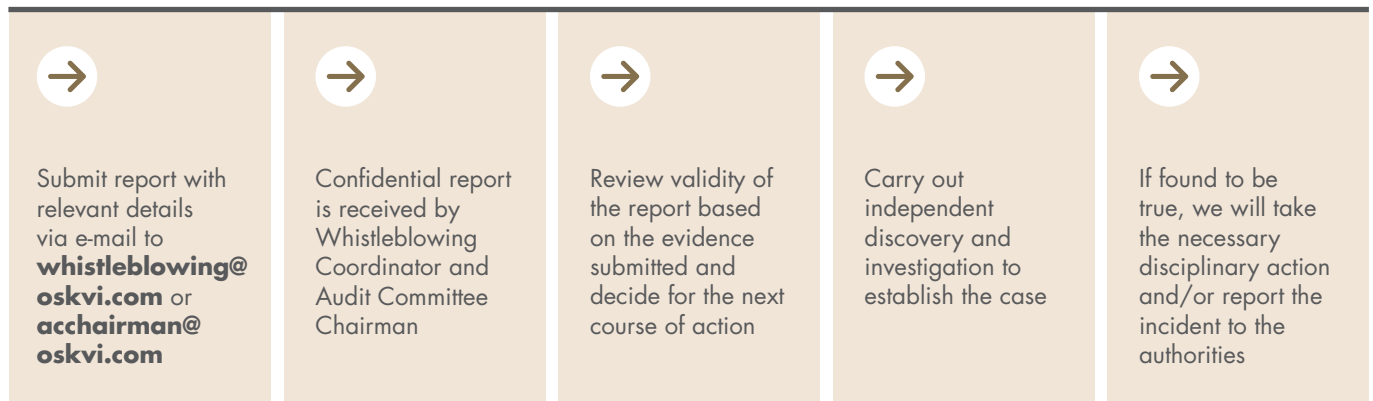 Submit report with
relevant details
via e-mail to
whistleblowing@
oskvi.com or
acchairman@
oskvi.com
Confidential report
is received by
Whistleblowing
Coordinator and
Audit Committee
Chairman
Review validity of
the report based
on the evidence
submitted and
decide for the next
course of action
Carry out
independent
discovery and
investigation to
establish the case
If found to be
true, we will take
the necessary
disciplinary action
and/or report the
incident to the
authorities